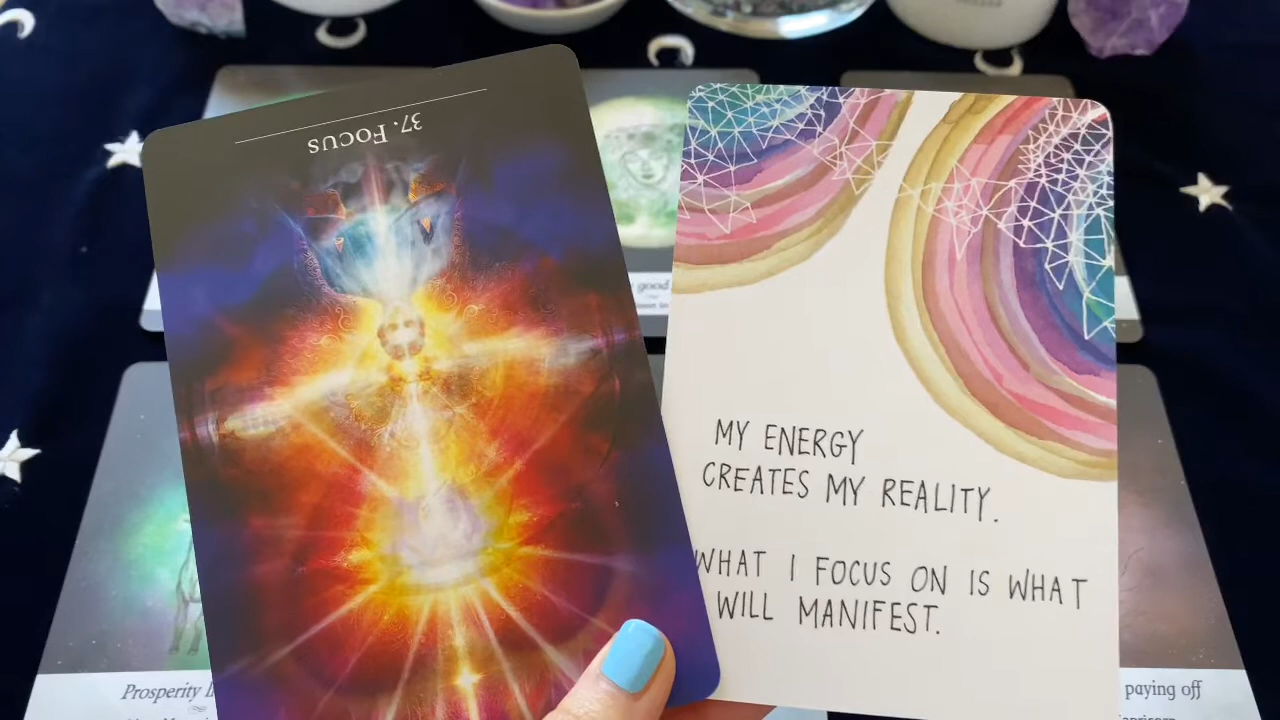 37. Focus
MY ENERGY
CREATES MY REALITY.
WHAT I FOCUS ON IS WHAT
WILL MANIFEST.
good
Prosperity
paying off